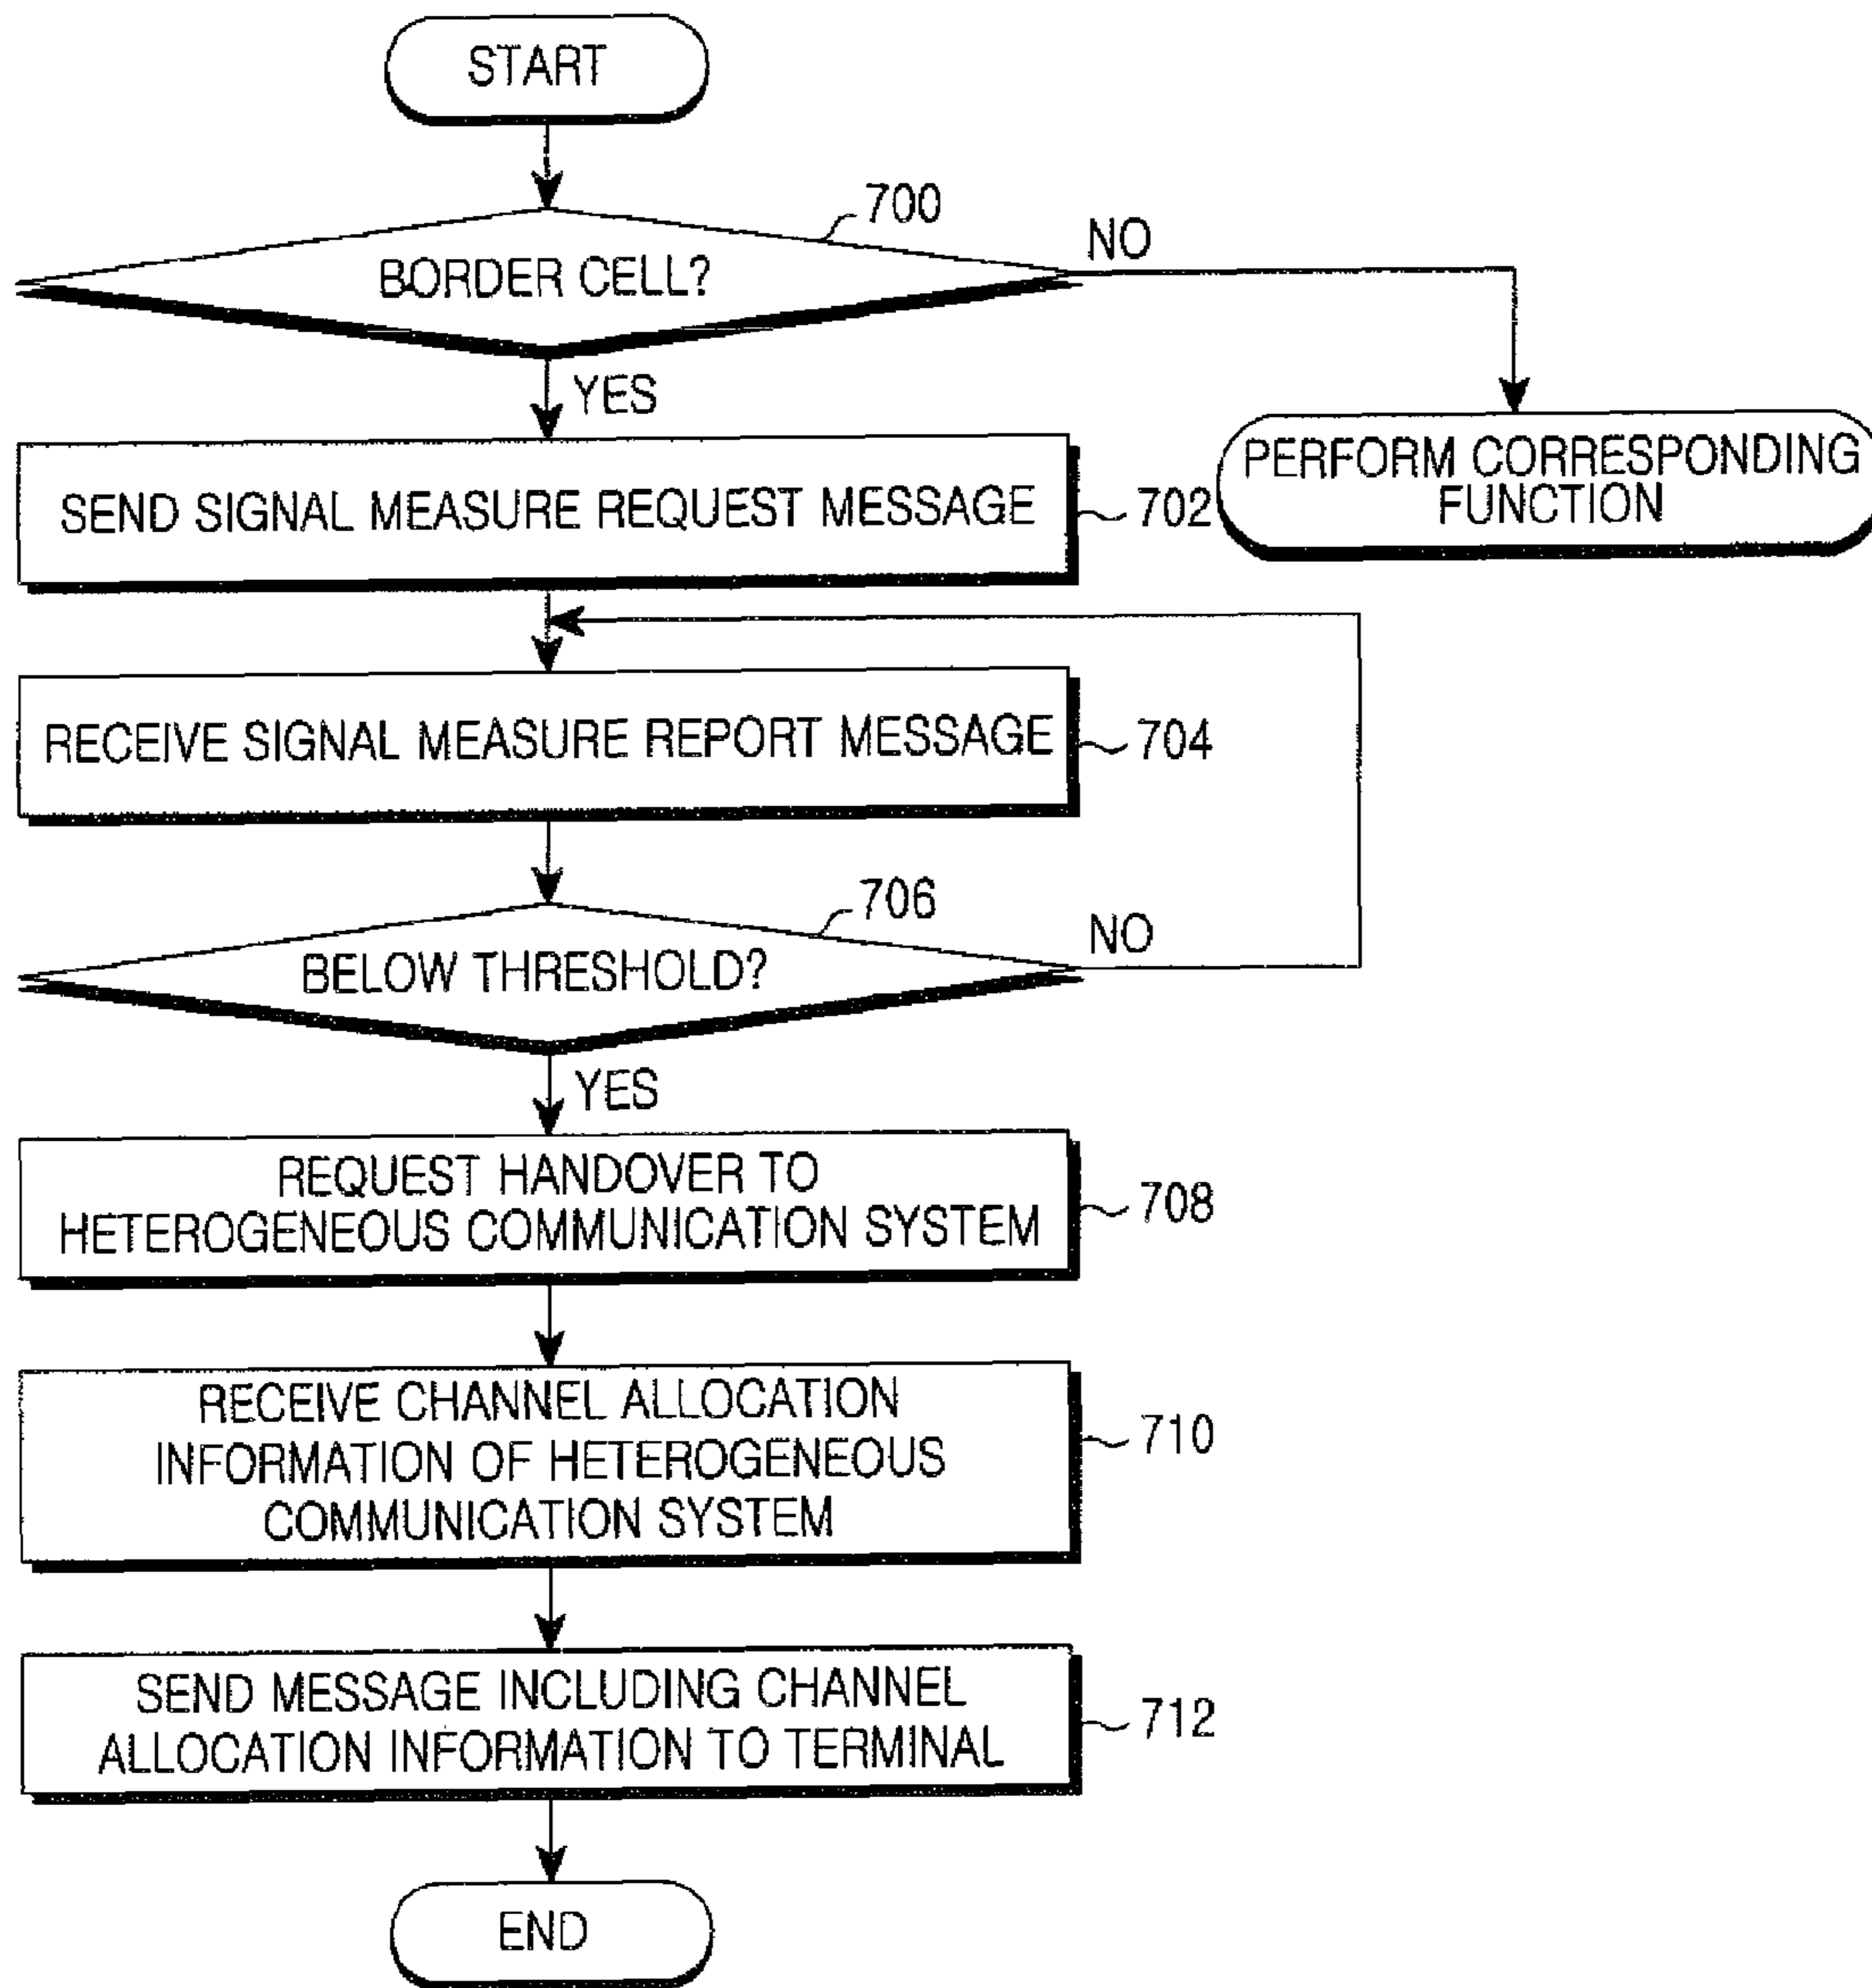 START
700
BORDER CELL?
NO
YES
PERFORM CORRESPONDING
FUNCTION
SEND SIGNAL MEASURE REQUEST MESSAGE
702
RECEIVE SIGNAL MEASURE REPORT MESSAGE
704
706
BELOW THRESHOLD?
NO
YES
REQUEST HANDOVER TO
HETEROGENEOUS COMMUNICATION SYSTEM
708
RECEIVE CHANNEL ALLOCATION
INFORMATION OF HETEROGENEOUS
COMMUNICATION SYSTEM
710
SEND MESSAGE INCLUDING CHANNEL
ALLOCATION INFORMATION TO TERMINAL
712
END